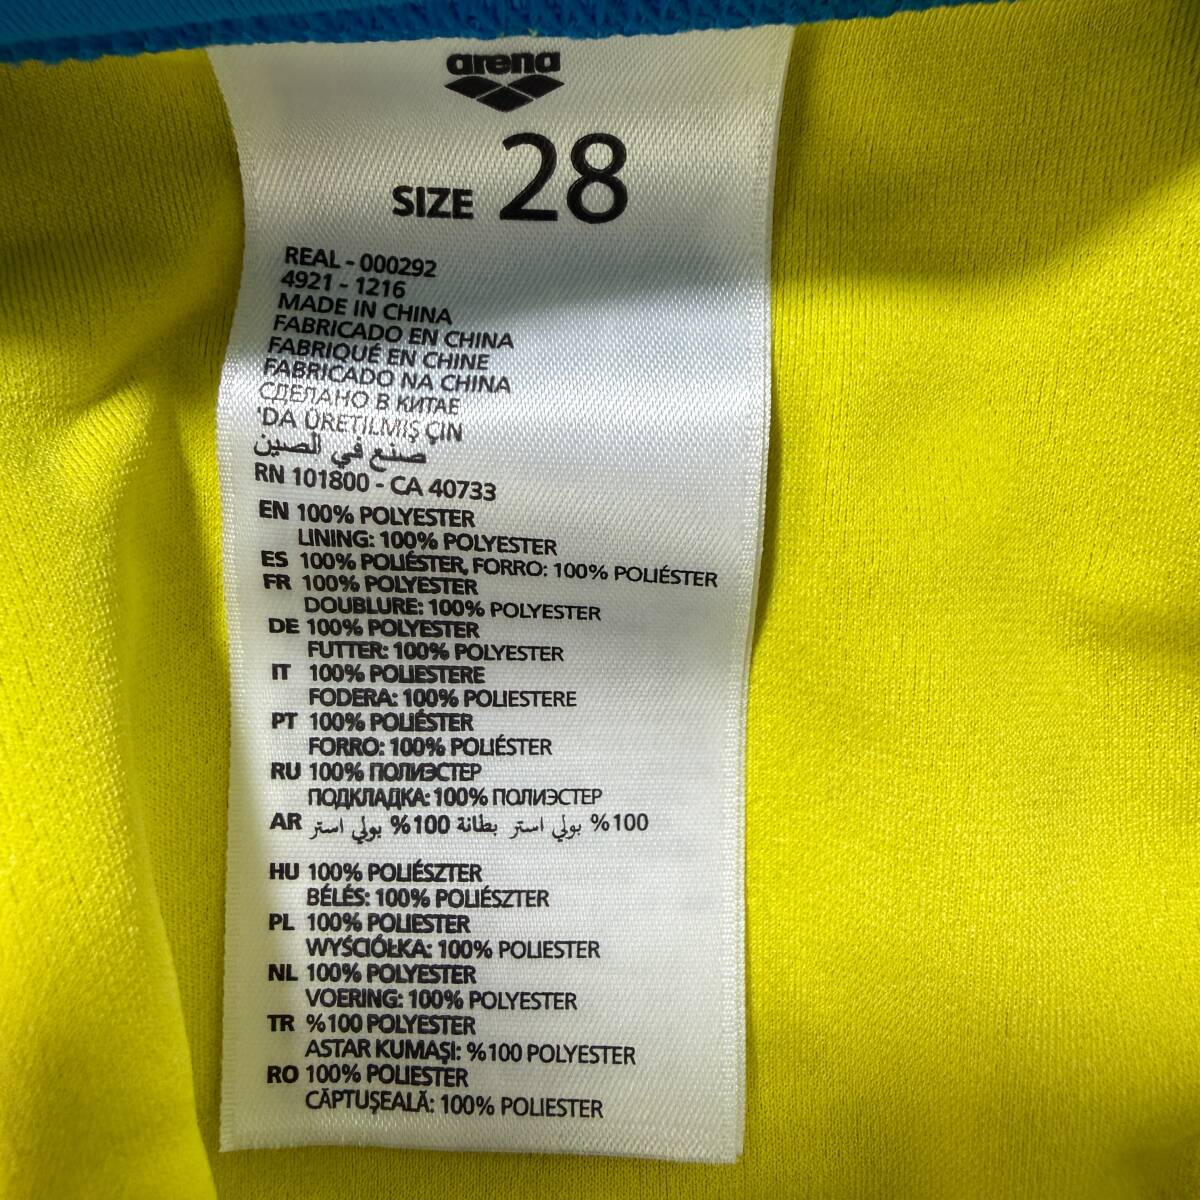 arena
SIZE 28
REAL - 000292
4921 - 1216
MADE IN CHINA
FABRICADO EN CHINA
FABRIQUÉ EN CHINE
FABRICADO NA CHINA
СДЕЛАНО В КИТАЕ
'DA ÜRETILMIŞ ÇIN
صنع في الصين
RN 101800 - CA 40733
EN 100% POLYESTER
LINING: 100% POLYESTER
ES 100% POLIÉSTER, FORRO: 100% POLIÉSTER
FR 100% POLYESTER
DOUBLURE: 100% POLYESTER
DE 100% POLYESTER
FUTTER: 100% POLYESTER
IT 100% POLIESTERE
FODERA: 100% POLIESTERE
PT 100% POLIÉSTER
FORRO: 100% POLIÉSTER
RU 100% ПОЛИЭСТЕР
ПОДКЛАДКА: 100% ПОЛИЭСТЕР
AR %100 بولي استر بطانة %100 بولي استر
HU 100% POLIÉSZTER
BÉLÉS: 100% POLIÉSZTER
PL 100% POLIESTER
WYŚCIÓŁKA: 100% POLIESTER
NL 100% POLYESTER
VOERING: 100% POLYESTER
TR %100 POLYESTER
ASTAR KUMAŞI: %100 POLYESTER
RO 100% POLIESTER
CĂPTUŞEALĂ: 100% POLIESTER